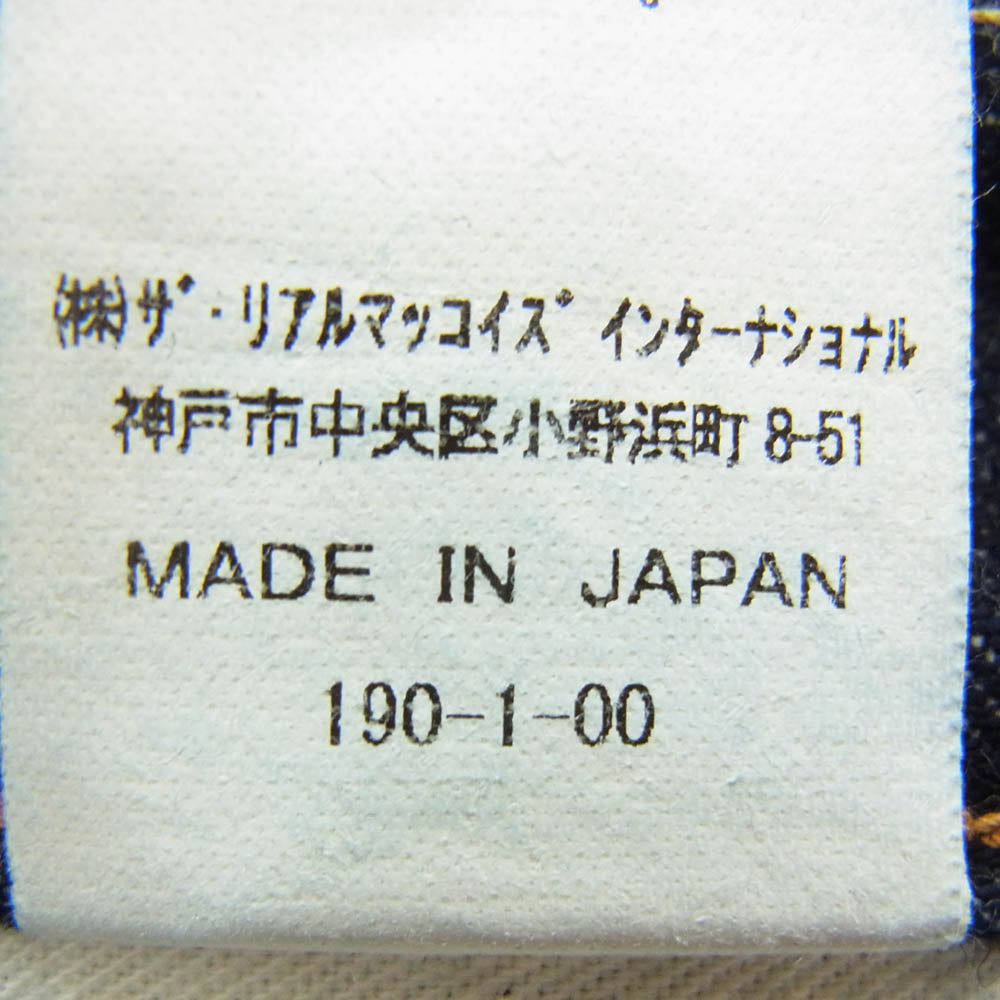 ㈱ザ・リアルマッコイズ インターナショナル
神戸市中央区小野浜町 8-51
MADE IN JAPAN
190-1-00